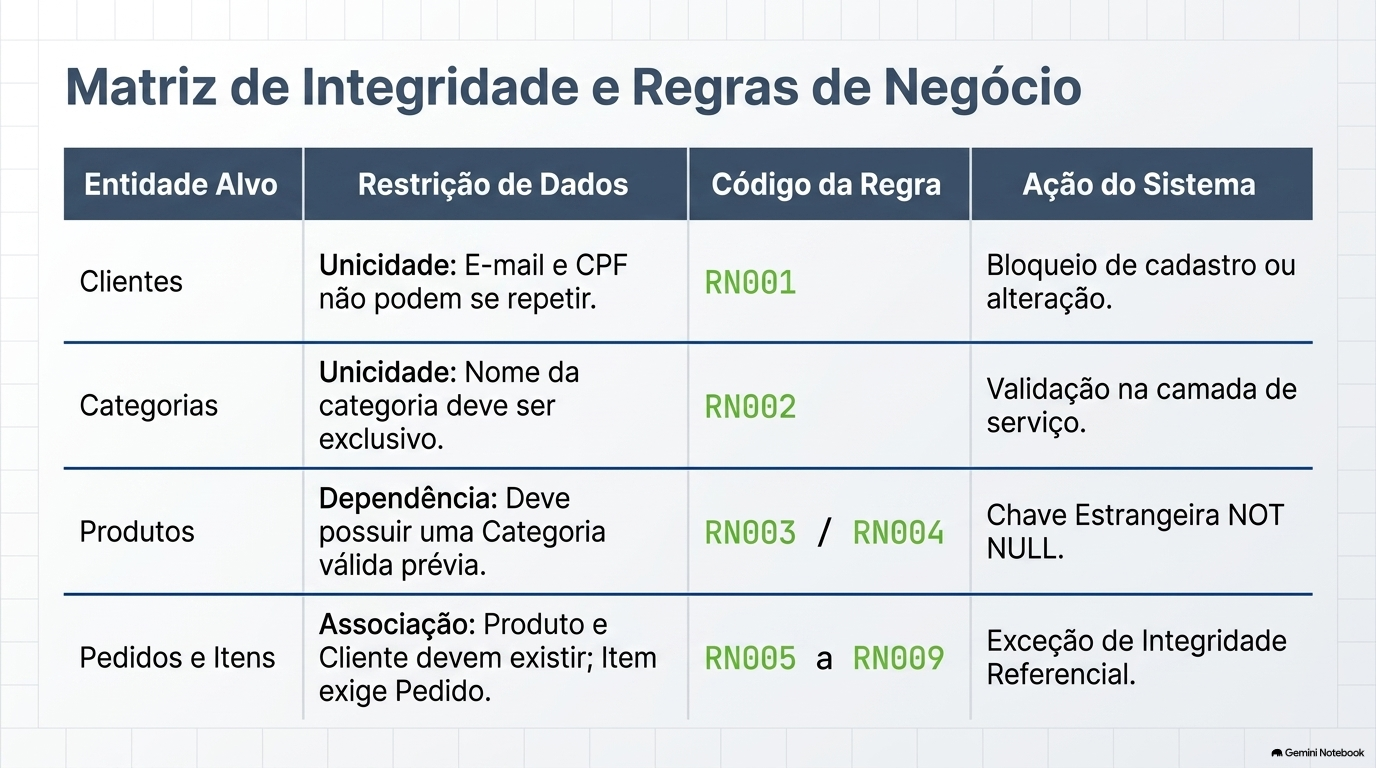 Matriz de Integridade e Regras de Negócio
Entidade Alvo
Restrição de Dados
Código da Regra
Ação do Sistema
Clientes
Unicidade: E-mail e CPF
não podem se repetir.
RN001
Bloqueio de cadastro ou
alteração.
Categorias
Unicidade: Nome da
categoria deve ser
exclusivo.
RN002
Validação na camada de
serviço.
Produtos
Dependência: Deve
possuir uma Categoria
válida prévia.
RN003 / RN004
Chave Estrangeira NOT
NULL.
Pedidos e Itens
Associação: Produto e
Cliente devem existir; Item
exige Pedido.
RN005 a RN009
Exceção de Integridade
Referencial.
Gemini Notebook